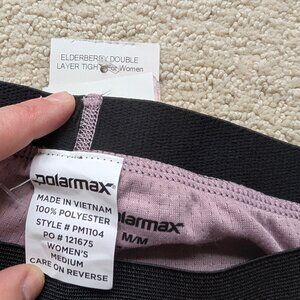 ELDERBERRY DOUBLE
LAYER TIGHT Women
polarmax
MADE IN VIETNAM
100% POLYESTER
STYLE # PM1104
PO # 121675
WOMEN'S
MEDIUM
CARE ON REVERSE
larmax
M/M